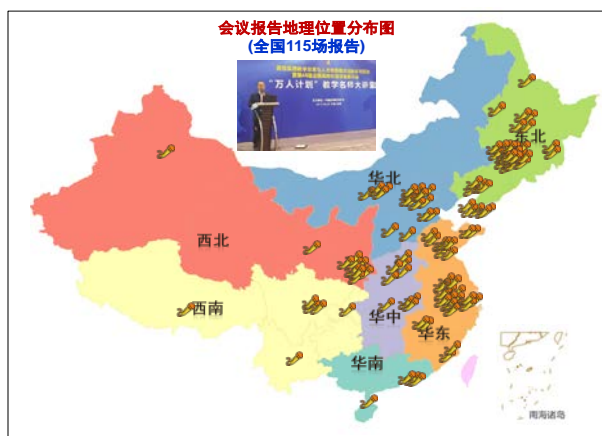 会议报告地理位置分布图
(全国115场报告)
"万人计划"教学名师大讲堂
东北
华北
西北
西南
华中
华东
华南
南海诸岛